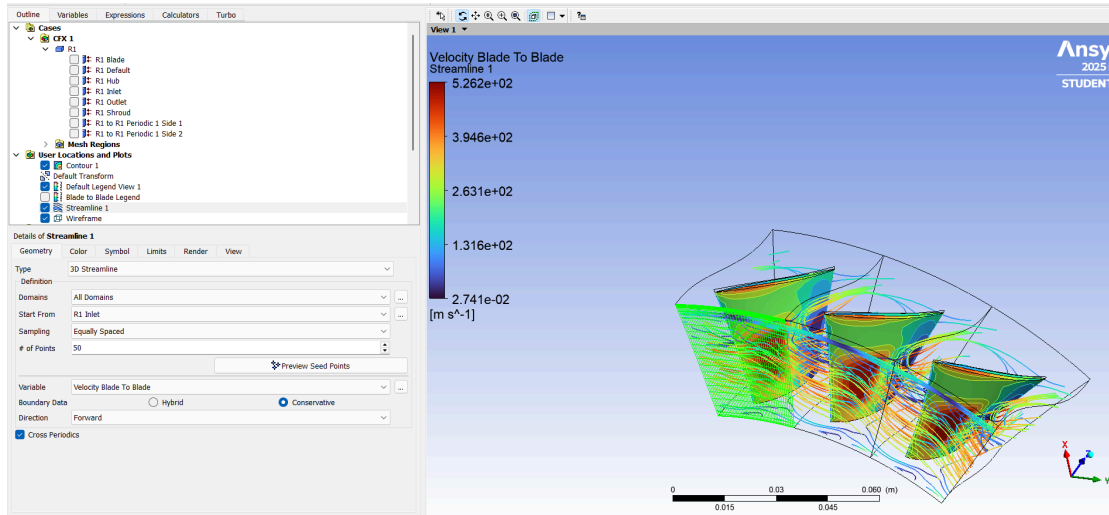 Outline Variables Expressions Calculators Turbo
Cases
CFX 1
R1
R1 Blade
R1 Default
R1 Hub
R1 Inlet
R1 Outlet
R1 Shroud
R1 to R1 Periodic 1 Side 1
R1 to R1 Periodic 1 Side 2
Mesh Regions
User Locations and Plots
Contour 1
Default Transform
Default Legend View 1
Blade to Blade Legend
Streamline 1
Wireframe
Details of Streamline 1
Geometry Color Symbol Limits Render View
Type 3D Streamline
Definition
Domains All Domains ...
Start From R1 Inlet ...
Sampling Equally Spaced
# of Points 50
Preview Seed Points
Variable Velocity Blade To Blade ...
Boundary Data Hybrid Conservative
Direction Forward
Cross Periodics
View 1
Velocity Blade To Blade
Streamline 1
5.262e+02
3.946e+02
2.631e+02
1.316e+02
2.741e-02
[m s^-1]
Ansy
2025
STUDENT
X
Z
Y
0 0.03 0.060 (m)
0.015 0.045